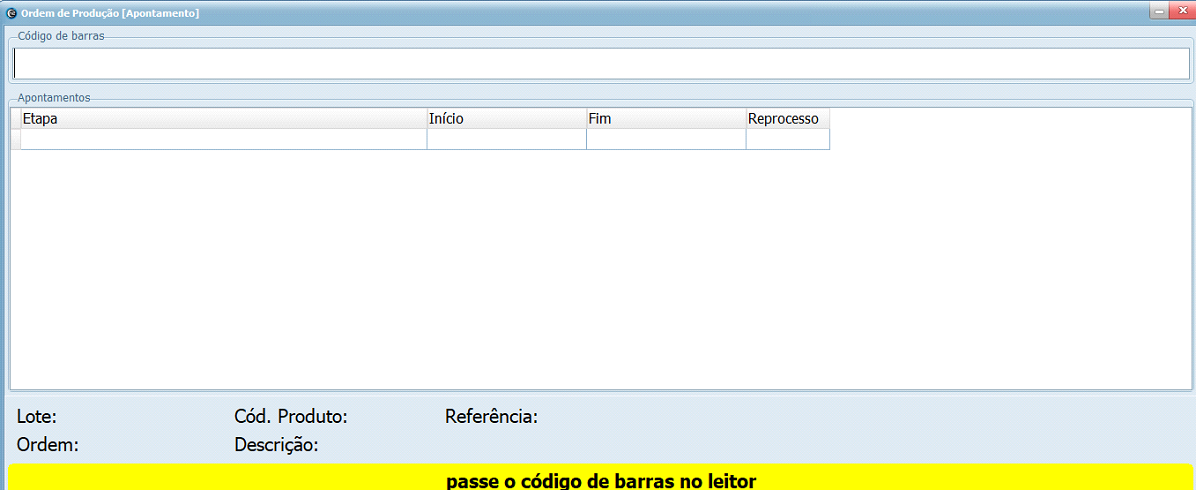 Ordem de Produção [Apontamento]
Código de barras
Apontamentos
Etapa Início Fim Reprocesso
Lote: Cód. Produto: Referência:
Ordem: Descrição:
passe o código de barras no leitor